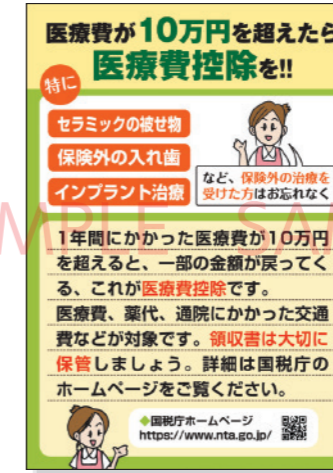 医療費が10万円を超えたら
医療費控除を!!
特に
セラミックの被せ物
保険外の入れ歯
インプラント治療
など、保険外の治療を
受けた方はお忘れなく
1年間にかかった医療費が10万円
を超えると、一部の金額が戻ってく
る、これが医療費控除です。
医療費、薬代、通院にかかった交通
費などが対象です。領収書は大切に
保管しましょう。詳細は国税庁の
ホームページをご覧ください。
◆国税庁ホームページ
https://www.nta.go.jp/